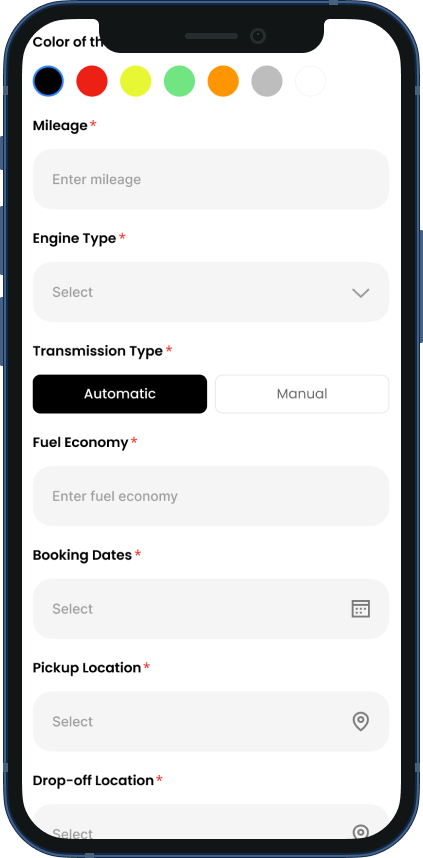 Color of th
Mileage*
Enter mileage
Engine Type *
Select
Transmission Type *
Automatic Manual
Fuel Economy*
Enter fuel economy
Booking Dates *
Select
Pickup Location*
Select
Drop-off Location*
Select